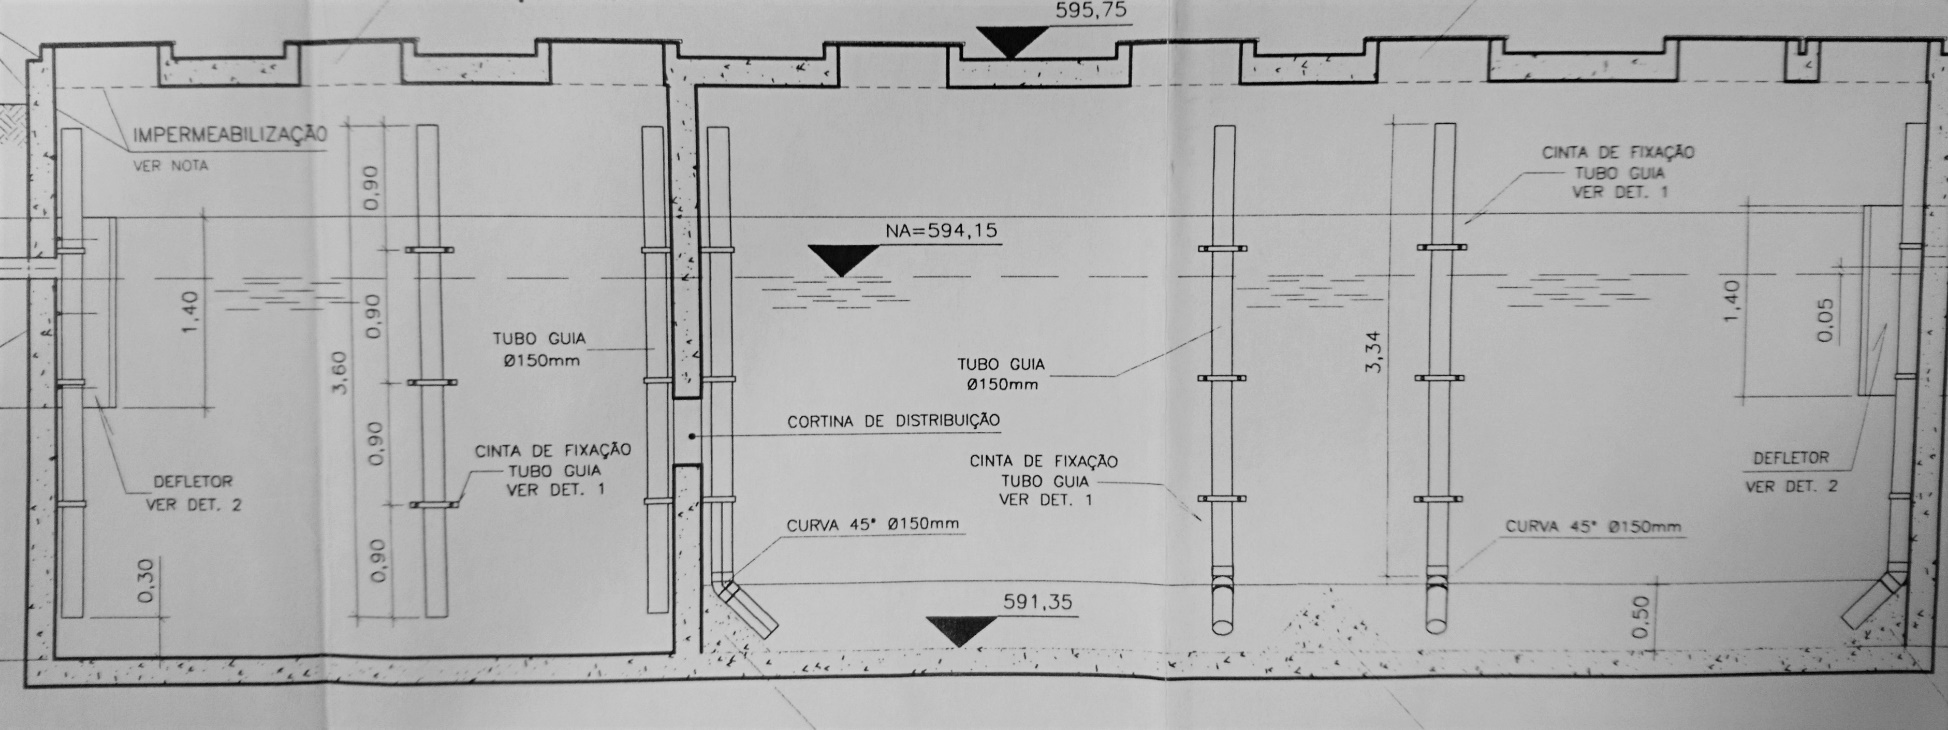 595,75
IMPERMEABILIZAÇÃO
VER NOTA
0,90
CINTA DE FIXAÇÃO
TUBO GUIA
VER DET. 1
NA=594,15
1,40
0,90
3,60
TUBO GUIA
Ø150mm
TUBO GUIA
Ø150mm
3,34
1,40
0,05
CORTINA DE DISTRIBUIÇÃO
0,90
CINTA DE FIXAÇÃO
TUBO GUIA
VER DET. 1
CINTA DE FIXAÇÃO
TUBO GUIA
VER DET. 1
DEFLETOR
VER DET. 2
DEFLETOR
VER DET. 2
CURVA 45° Ø150mm
CURVA 45° Ø150mm
0,30
0,90
591,35
0,50